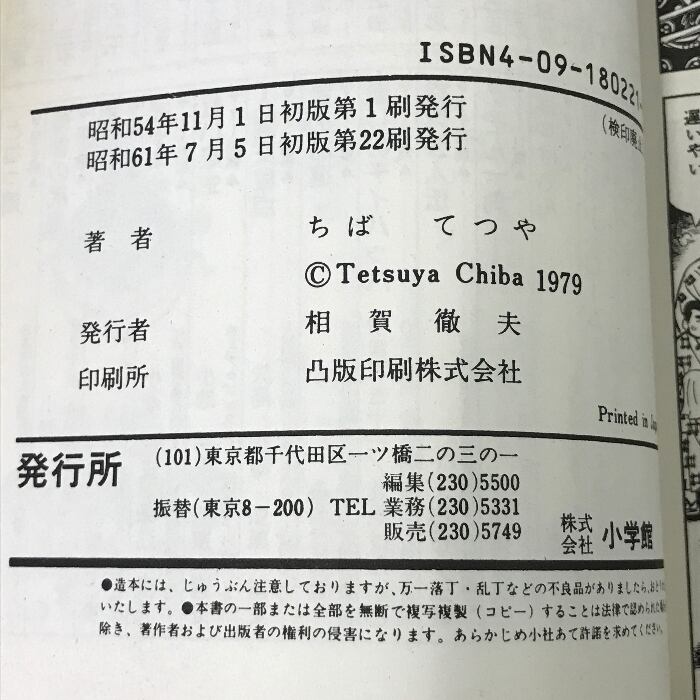 ISBN4-09-180221-
昭和54年11月1日初版第1刷発行
(検印廃止
昭和61年7月5日初版第22刷発行
著者 ちば てつや
©Tetsuya Chiba 1979
発行者 相賀徹夫
印刷所 凸版印刷株式会社
Printed in Jap
発行所 (101)東京都千代田区一ツ橋二の三の一
編集(230)5500
振替(東京8-200) TEL 業務(230)5331
販売(230)5749
株式会社 小学館
●造本には、じゅうぶん注意しておりますが、万一落丁・乱丁などの不良品がありましたら、おと
いたします。●本書の一部または全部を無断で複写複製(コピー)することは法律で認められた
除き、著作者および出版者の権利の侵害になります。あらかじめ小社あて許諾を求めてください。
遅いやい